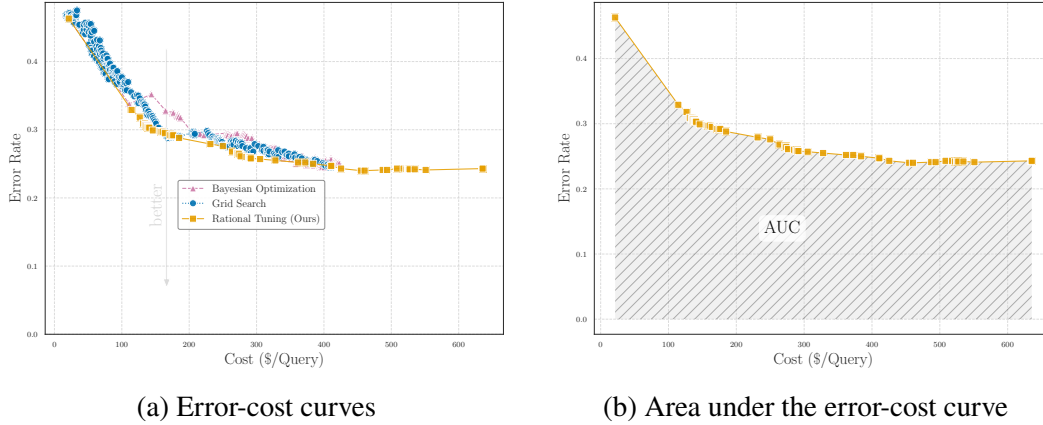 0.4
0.3
0.2
0.1
0.0
Error Rate
better
Bayesian Optimization
Grid Search
Rational Tuning (Ours)
0 100 200 300 400 500 600
Cost ($/Query)
(a) Error-cost curves
0.4
0.3
0.2
0.1
0.0
Error Rate
AUC
0 100 200 300 400 500 600
Cost ($/Query)
(b) Area under the error-cost curve